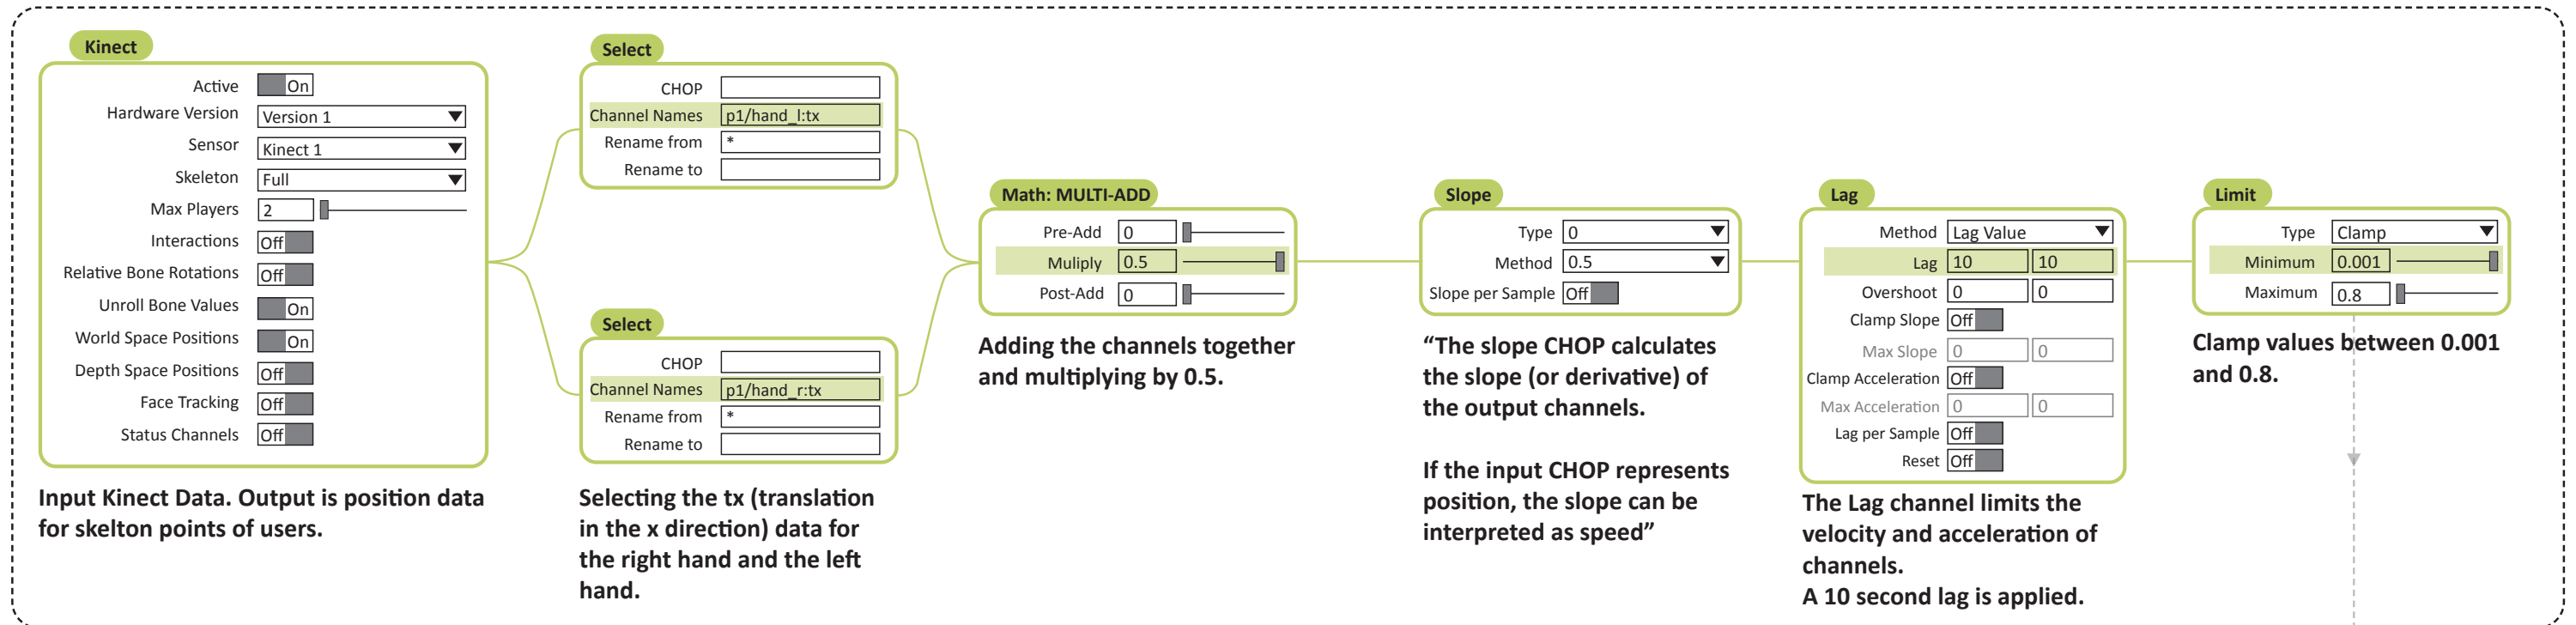 Kinect
Active On
Hardware Version Version 1
Sensor Kinect 1
Skeleton Full
Max Players 2
Interactions Off
Relative Bone Rotations Off
Unroll Bone Values On
World Space Positions On
Depth Space Positions Off
Face Tracking Off
Status Channels Off
Input Kinect Data. Output is position data
for skelton points of users.
Select
CHOP
Channel Names p1/hand_l:tx
Rename from *
Rename to
Select
CHOP
Channel Names p1/hand_r:tx
Rename from *
Rename to
Selecting the tx (translation
in the x direction) data for
the right hand and the left
hand.
Math: MULTI-ADD
Pre-Add 0
Muliply 0.5
Post-Add 0
Adding the channels together
and multiplying by 0.5.
Slope
Type 0
Method 0.5
Slope per Sample Off
“The slope CHOP calculates
the slope (or derivative) of
the output channels.
If the input CHOP represents
position, the slope can be
interpreted as speed”
Lag
Method Lag Value
Lag 10 10
Overshoot 0 0
Clamp Slope Off
Max Slope 0 0
Clamp Acceleration Off
Max Acceleration 0 0
Lag per Sample Off
Reset Off
The Lag channel limits the
velocity and acceleration of
channels.
A 10 second lag is applied.
Limit
Type Clamp
Minimum 0.001
Maximum 0.8
Clamp values between 0.001
and 0.8.